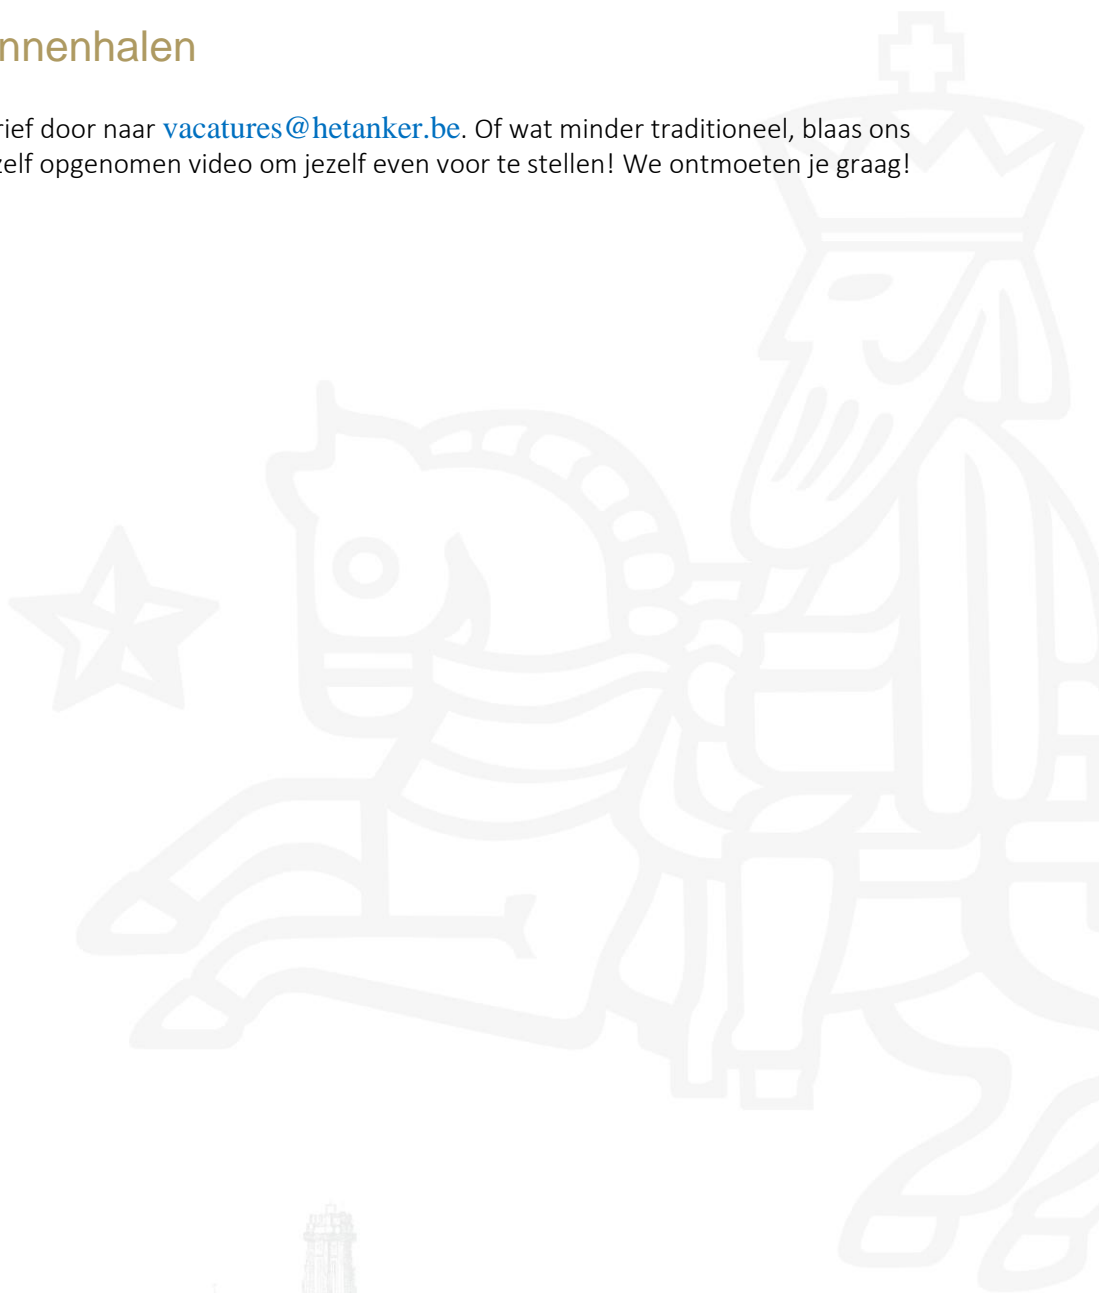 nnenhalen
rief door naar vacatures@hetanker.be. Of wat minder traditioneel, blaas ons
zelf opgenomen video om jezelf even voor te stellen! We ontmoeten je graag!